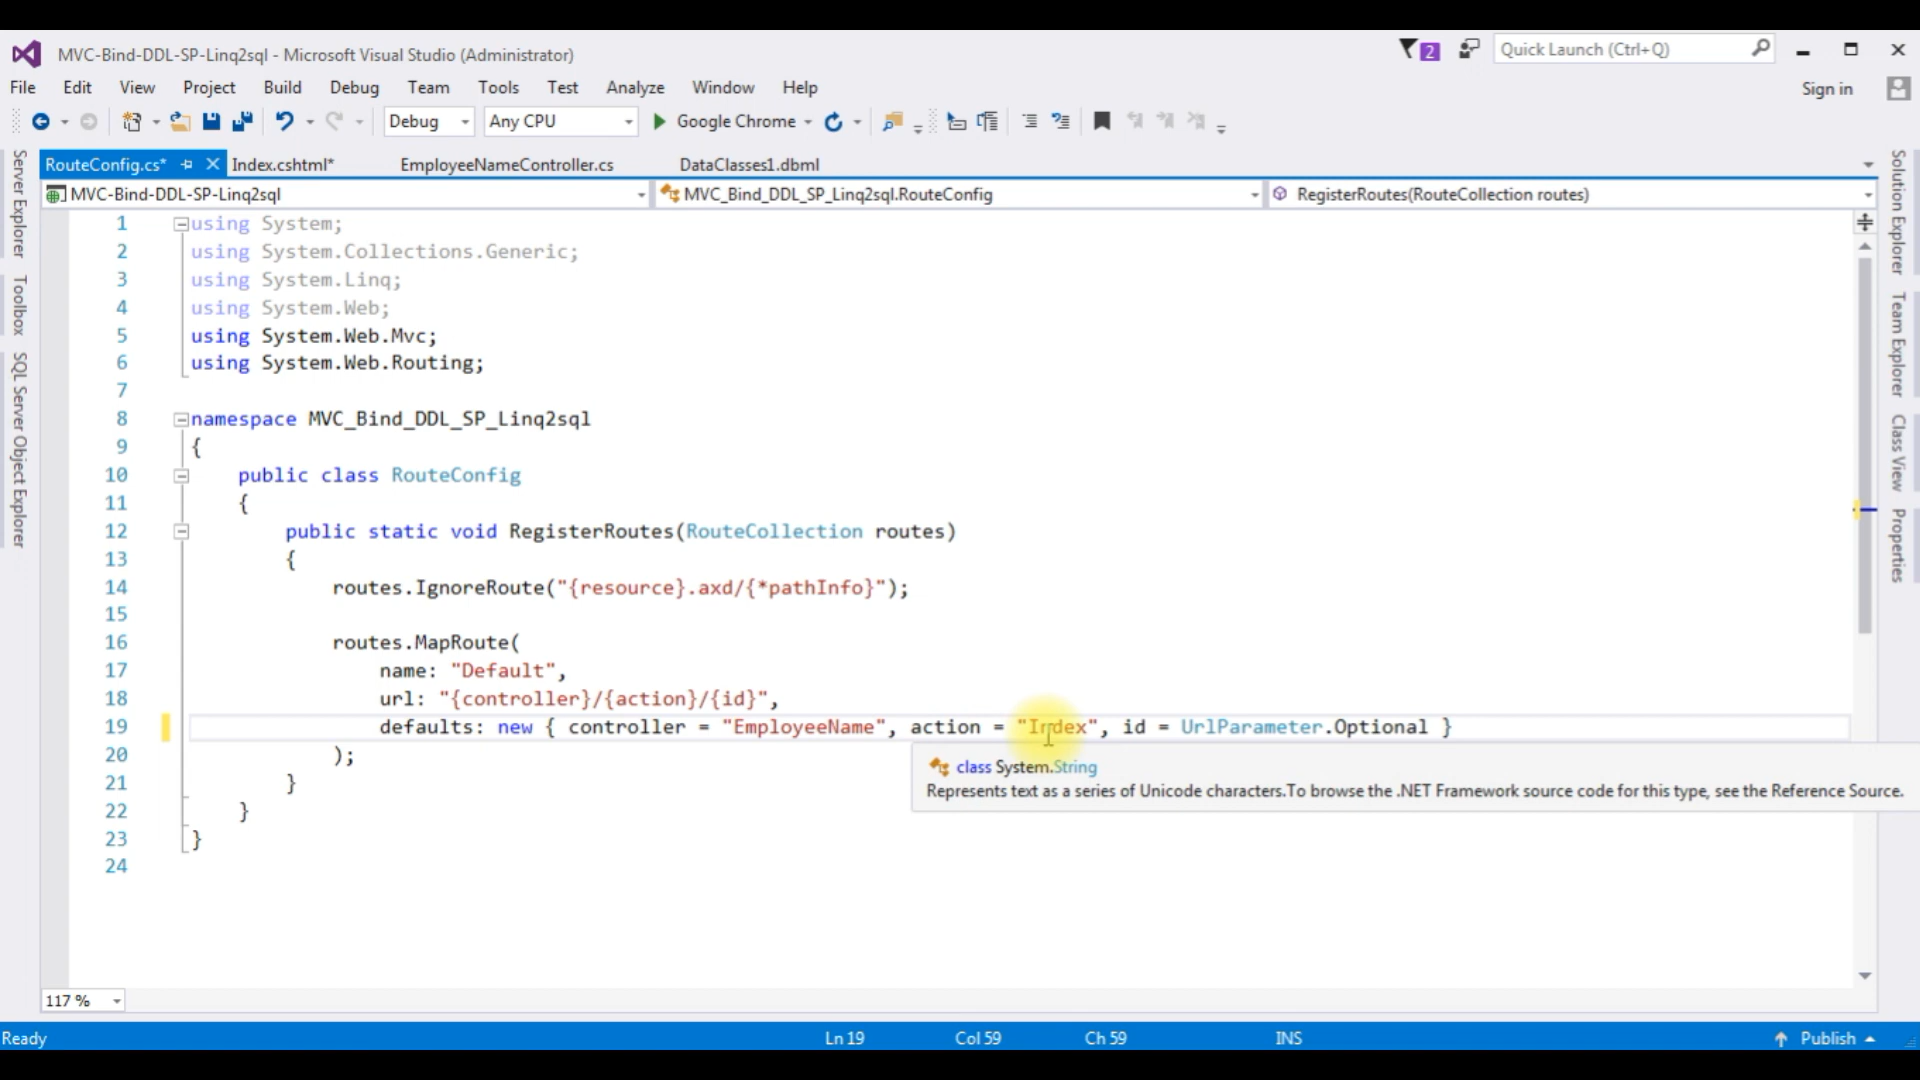 MVC-Bind-DDL-SP-Linq2sql - Microsoft Visual Studio (Administrator)
2
Quick Launch (Ctrl+Q)
File Edit View Project Build Debug Team Tools Test Analyze Window Help
Sign in
Debug Any CPU Google Chrome
RouteConfig.cs* Index.cshtml* EmployeeNameController.cs DataClasses1.dbml
MVC-Bind-DDL-SP-Linq2sql MVC_Bind_DDL_SP_Linq2sql.RouteConfig RegisterRoutes(RouteCollection routes)
Server Explorer
Toolbox
SQL Server Object Explorer
1 using System;
2 using System.Collections.Generic;
3 using System.Linq;
4 using System.Web;
5 using System.Web.Mvc;
6 using System.Web.Routing;
7
8 namespace MVC_Bind_DDL_SP_Linq2sql
9 {
10 public class RouteConfig
11 {
12 public static void RegisterRoutes(RouteCollection routes)
13 {
14 routes.IgnoreRoute("{resource}.axd/{*pathInfo}");
15
16 routes.MapRoute(
17 name: "Default",
18 url: "{controller}/{action}/{id}",
19 defaults: new { controller = "EmployeeName", action = "Index", id = UrlParameter.Optional }
20 );
21 }
22 }
23 }
24
class System.String
Represents text as a series of Unicode characters.To browse the .NET Framework source code for this type, see the Reference Source.
Solution Explorer
Team Explorer
Class View
Properties
117 %
Ready Ln 19 Col 59 Ch 59 INS Publish